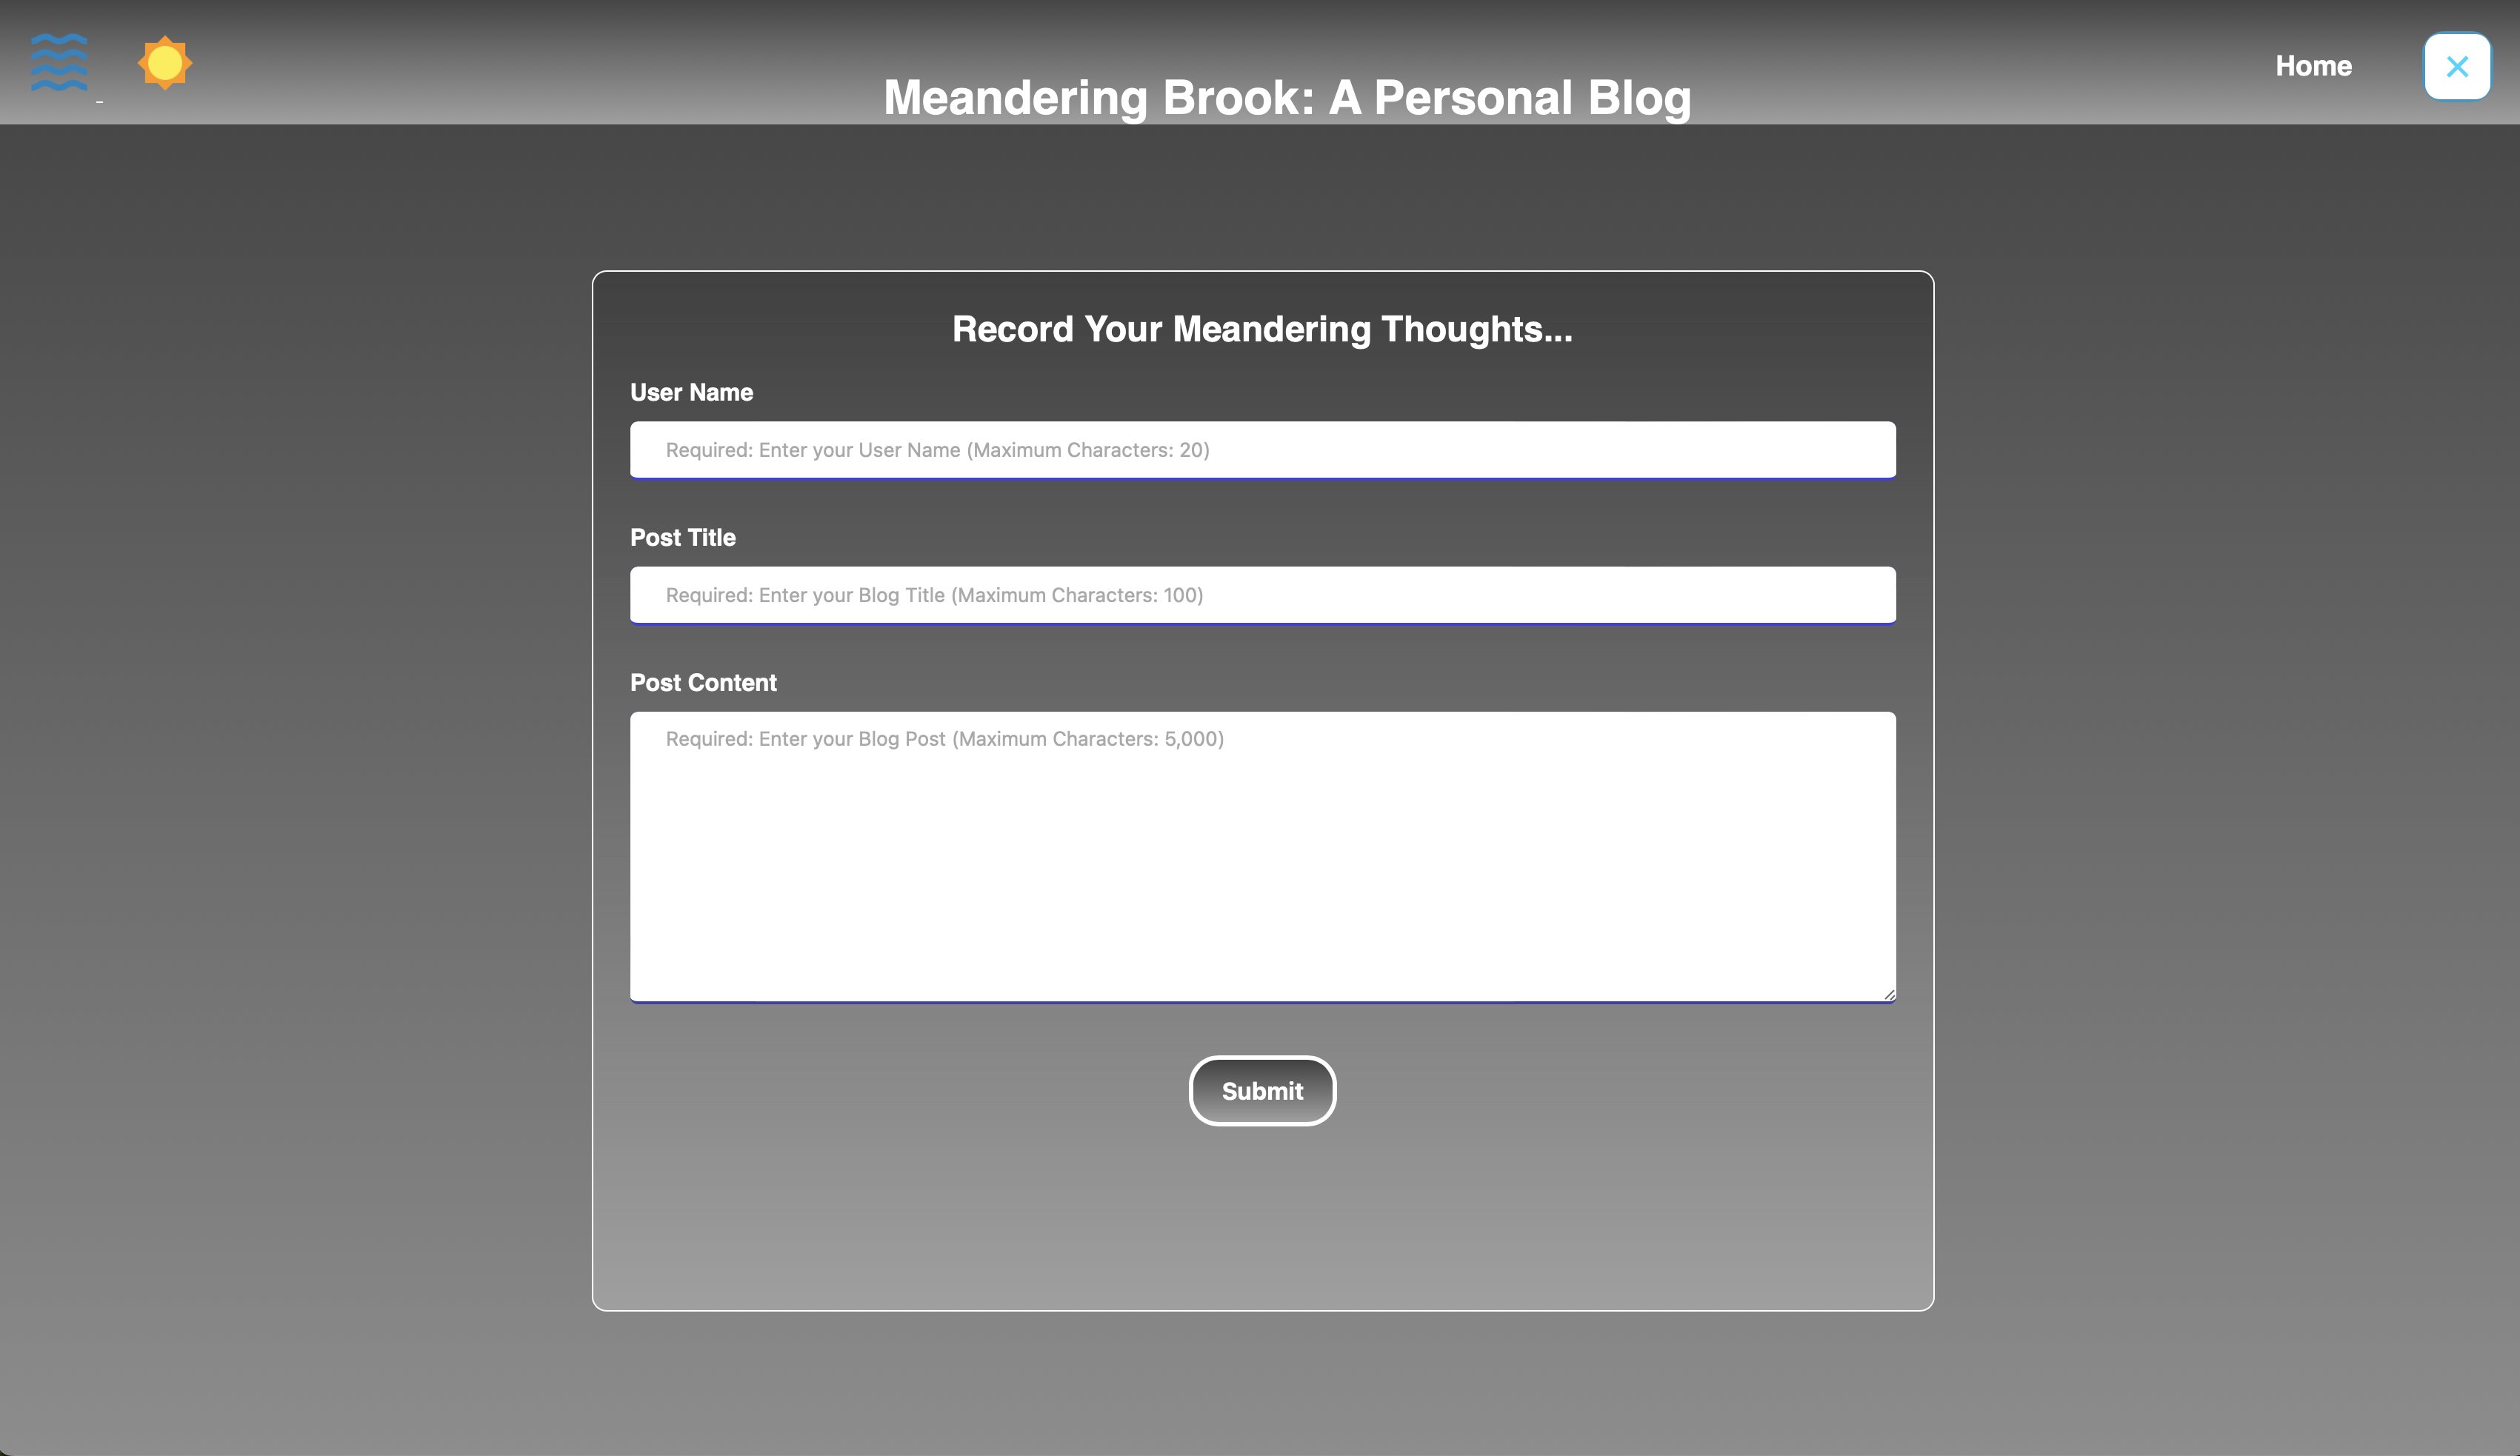 Home
Meandering Brook: A Personal Blog
Record Your Meandering Thoughts...
User Name
Required: Enter your User Name (Maximum Characters: 20)
Post Title
Required: Enter your Blog Title (Maximum Characters: 100)
Post Content
Required: Enter your Blog Post (Maximum Characters: 5,000)
Submit